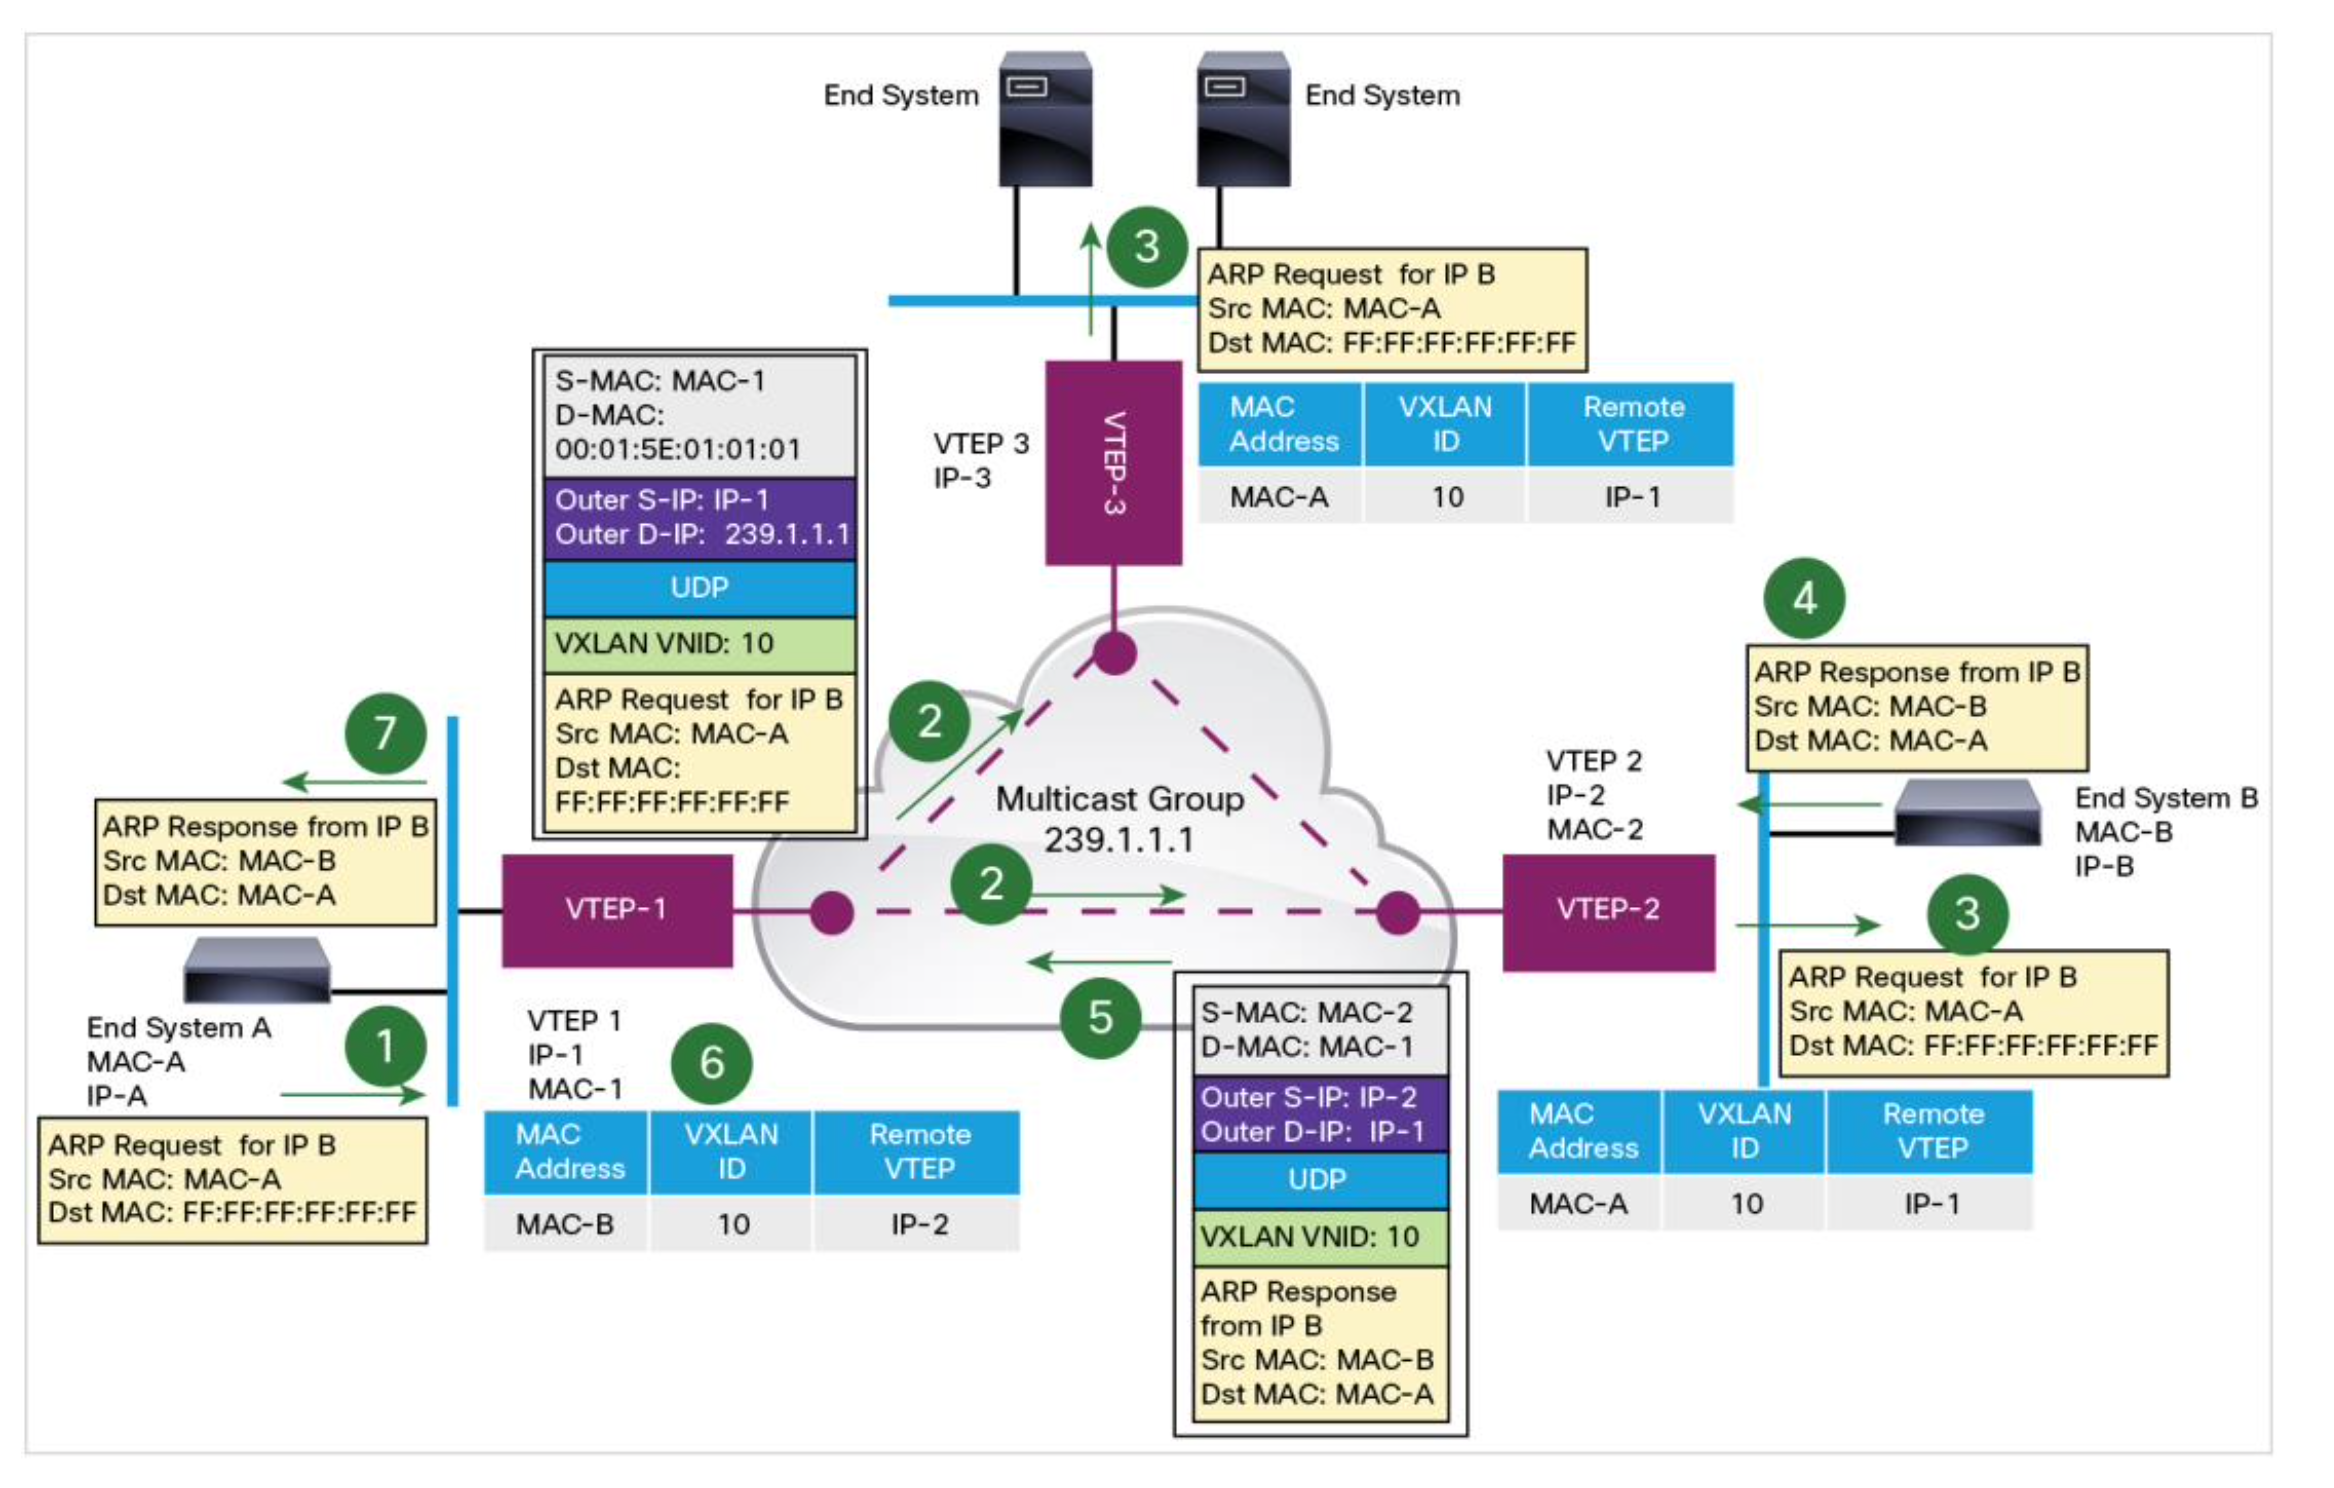 End System
End System
3
ARP Request for IP B
Src MAC: MAC-A
Dst MAC: FF:FF:FF:FF:FF:FF
S-MAC: MAC-1
D-MAC:
00:01:5E:01:01:01
Outer S-IP: IP-1
Outer D-IP: 239.1.1.1
UDP
VXLAN VNID: 10
ARP Request for IP B
Src MAC: MAC-A
Dst MAC:
FF:FF:FF:FF:FF:FF
VTEP 3
IP-3
VTEP-3
MAC Address
VXLAN ID
Remote VTEP
MAC-A
10
IP-1
4
ARP Response from IP B
Src MAC: MAC-B
Dst MAC: MAC-A
7
ARP Response from IP B
Src MAC: MAC-B
Dst MAC: MAC-A
2
Multicast Group
239.1.1.1
2
VTEP 2
IP-2
MAC-2
End System B
MAC-B
IP-B
VTEP-1
VTEP-2
3
ARP Request for IP B
Src MAC: MAC-A
Dst MAC: FF:FF:FF:FF:FF:FF
End System A
MAC-A
IP-A
1
ARP Request for IP B
Src MAC: MAC-A
Dst MAC: FF:FF:FF:FF:FF:FF
VTEP 1
IP-1
MAC-1
6
MAC Address
VXLAN ID
Remote VTEP
MAC-B
10
IP-2
5
S-MAC: MAC-2
D-MAC: MAC-1
Outer S-IP: IP-2
Outer D-IP: IP-1
UDP
VXLAN VNID: 10
ARP Response
from IP B
Src MAC: MAC-B
Dst MAC: MAC-A
MAC Address
VXLAN ID
Remote VTEP
MAC-A
10
IP-1